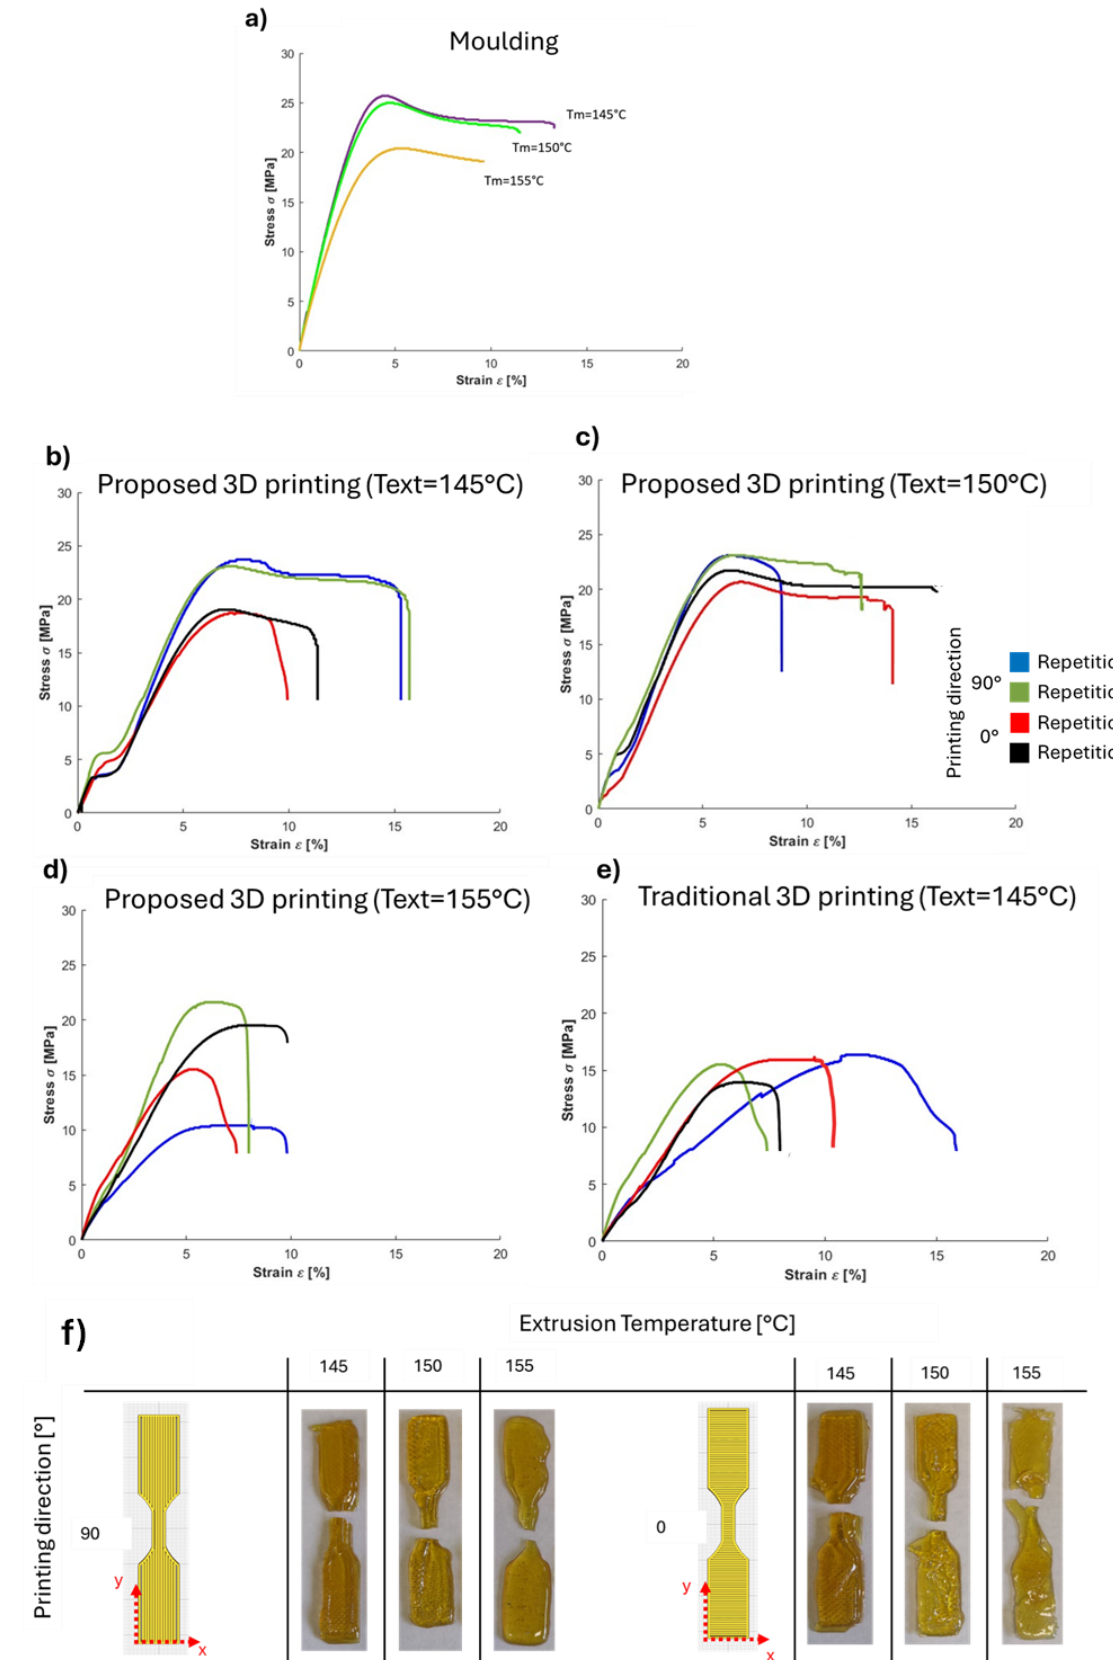 a)
Moulding
30
25
20
15
10
5
0
Stress σ [MPa]
Tm=145°C
Tm=150°C
Tm=155°C
0 5 10 15 20
Strain ε [%]
b)
Proposed 3D printing (Text=145°C)
30
25
20
15
10
5
0
Stress σ [MPa]
0 5 10 15 20
Strain ε [%]
c)
Proposed 3D printing (Text=150°C)
30
25
20
15
10
5
0
Stress σ [MPa]
0 5 10 15 20
Strain ε [%]
Printing direction
90°
0°
Repetitio
Repetitio
Repetitio
Repetitio
d)
Proposed 3D printing (Text=155°C)
30
25
20
15
10
5
0
Stress σ [MPa]
0 5 10 15 20
Strain ε [%]
e)
Traditional 3D printing (Text=145°C)
30
25
20
15
10
5
0
Stress σ [MPa]
0 5 10 15 20
Strain ε [%]
f)
Extrusion Temperature [°C]
145 150 155 145 150 155
Printing direction [°]
90
y
x
0
y
x